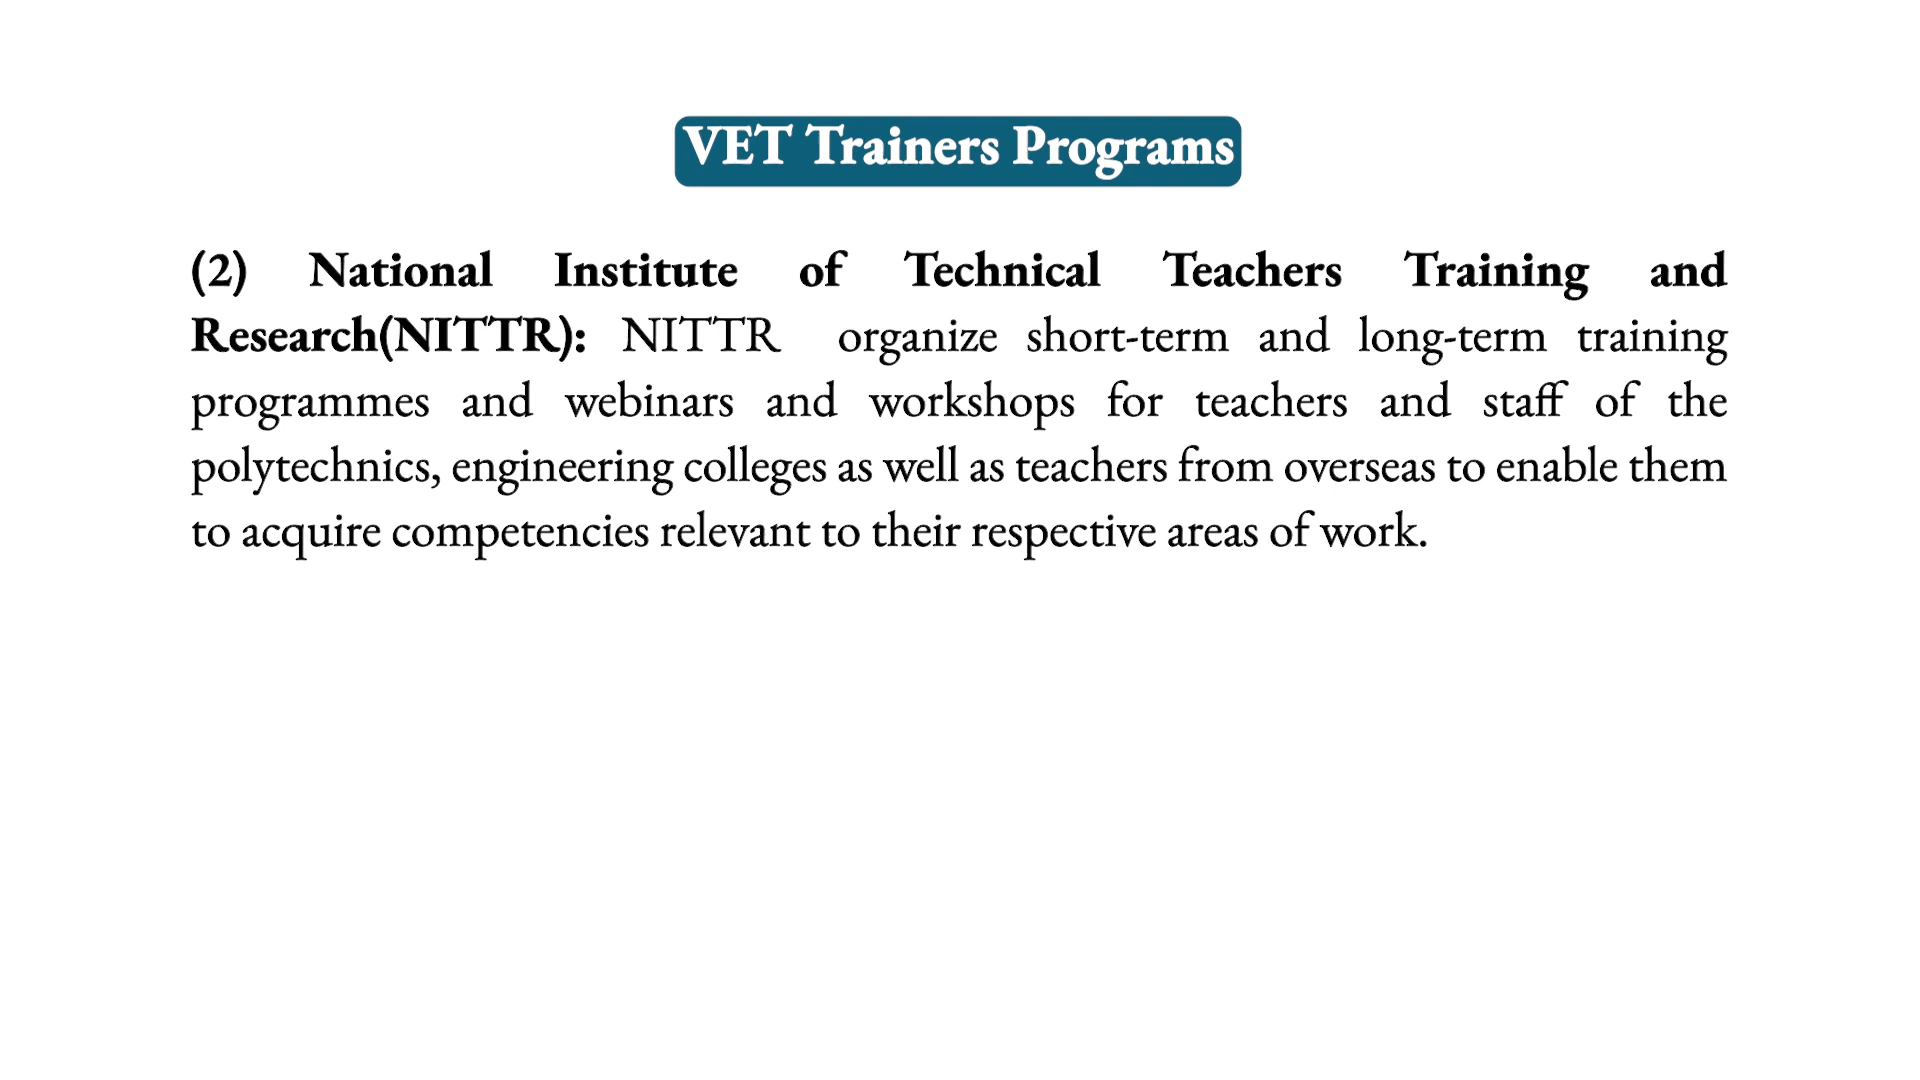 VET Trainers Programs
(2) National Institute of Technical Teachers Training and
Research(NITTR): NITTR organize short-term and long-term training
programmes and webinars and workshops for teachers and staff of the
polytechnics, engineering colleges as well as teachers from overseas to enable them
to acquire competencies relevant to their respective areas of work.